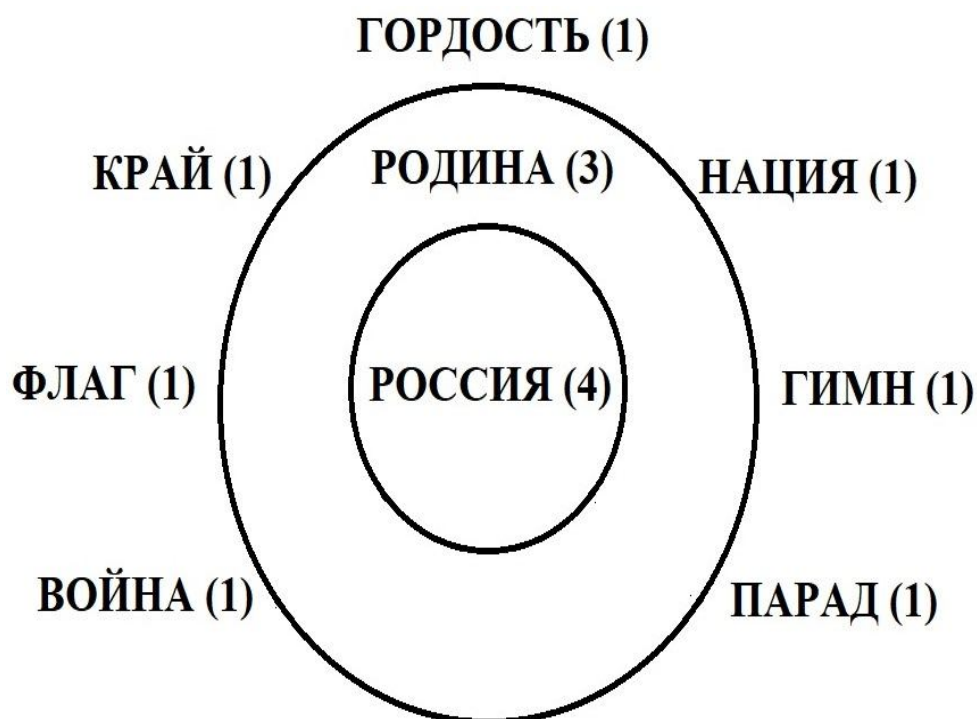 ГОРДОСТЬ (1)
КРАЙ (1)
РОДИНА (3)
НАЦИЯ (1)
ФЛАГ (1)
РОССИЯ (4)
ГИМН (1)
ВОЙНА (1)
ПАРАД (1)